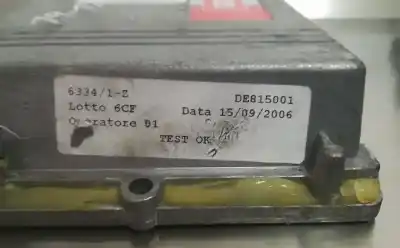 6334/1-Z DE815001
Lotto 6CF Data 15/09/2006
Operatore 01
TEST OK